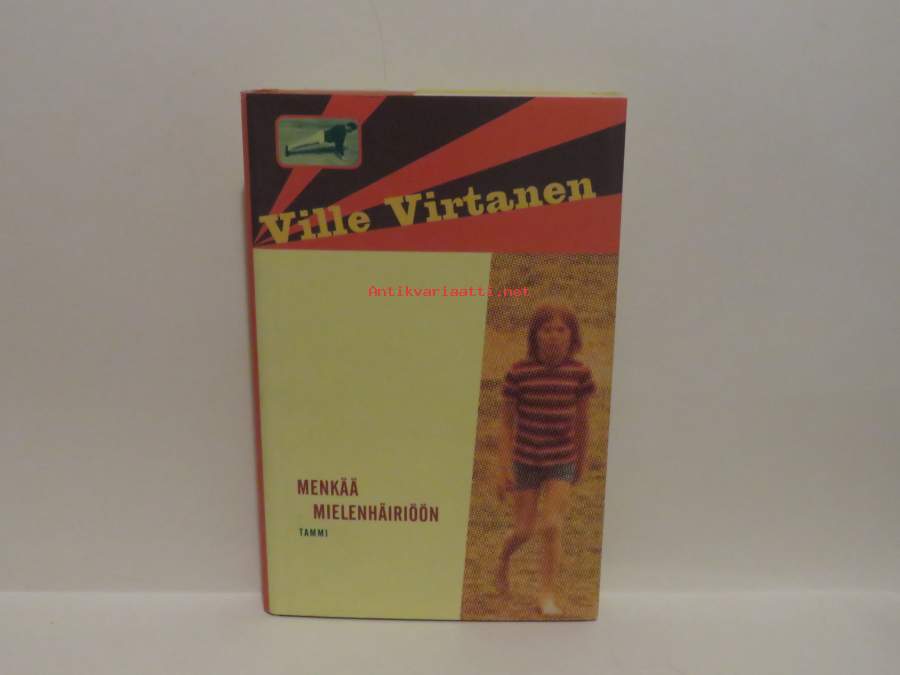 Ville Virtanen
Antikvariaatti.net
MENKÄÄ
MIELENHÄIRIÖÖN
TAMMI